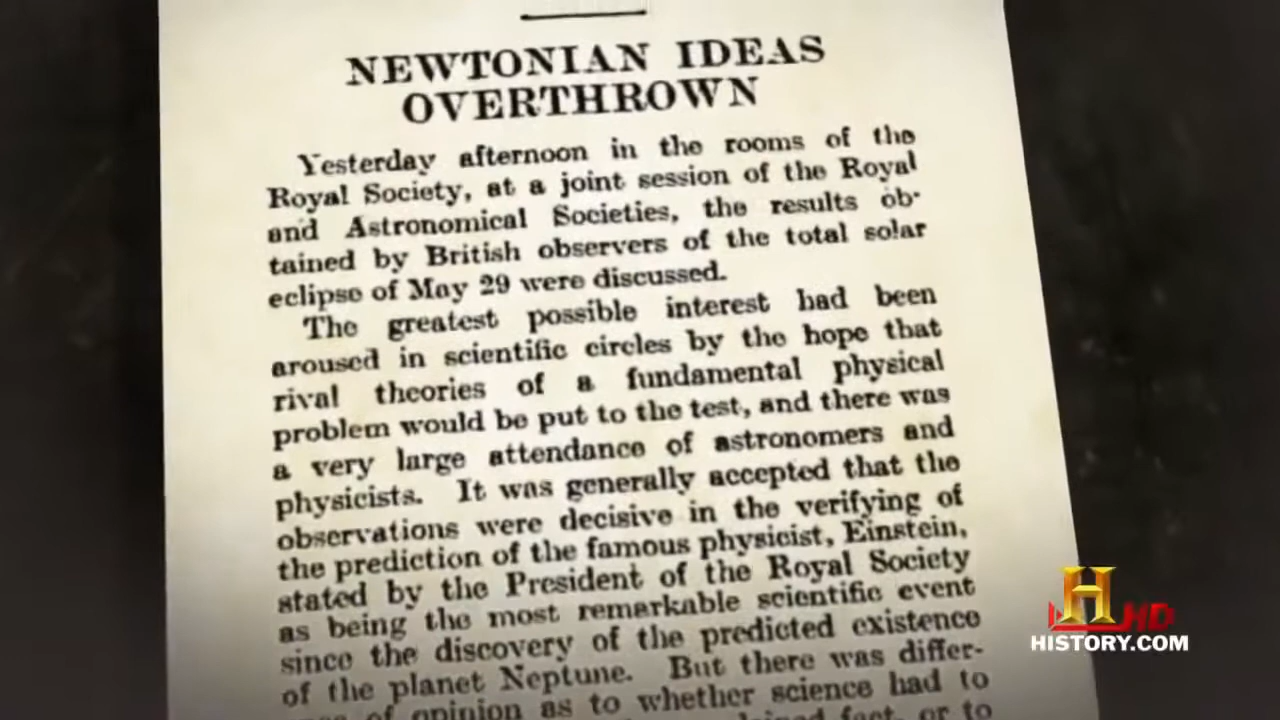 NEWTONIAN IDEAS
OVERTHROWN
Yesterday afternoon in the rooms of the
Royal Society, at a joint session of the Royal
and Astronomical Societies, the results ob-
tained by British observers of the total solar
eclipse of May 29 were discussed.
The greatest possible interest had been
aroused in scientific circles by the hope that
rival theories of a fundamental physical
problem would be put to the test, and there was
a very large attendance of astronomers and
physicists. It was generally accepted that the
observations were decisive in the verifying of
the prediction of the famous physicist, Einstein,
stated by the President of the Royal Society
as being the most remarkable scientific event
since the discovery of the predicted existence
of the planet Neptune. But there was differ-
of opinion as to whether science had to
fact, or to
H HD
HISTORY.COM